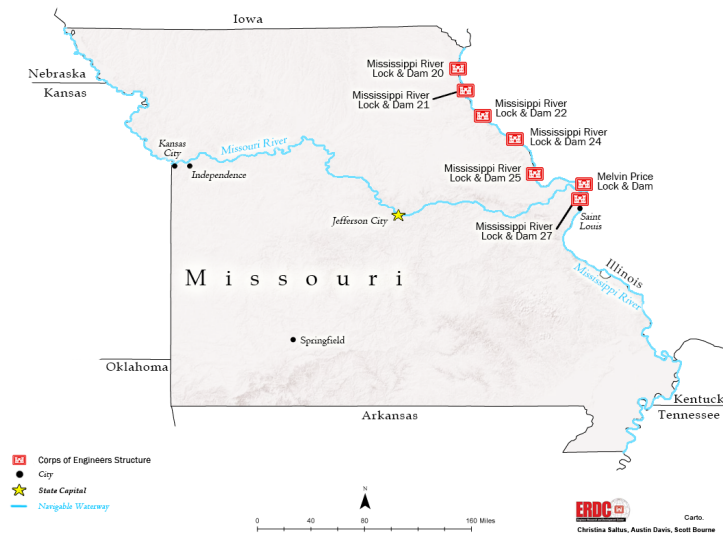 Iowa
Mississippi River
Lock & Dam 20
Nebraska
Kansas
Mississippi River
Lock & Dam 21
Mississippi River
Lock & Dam 22
Kansas
City
Missouri River
Mississippi River
Lock & Dam 24
Independence
Mississippi River
Lock & Dam 25
Melvin Price
Lock & Dam
Jefferson City
Mississippi River
Lock & Dam 27
Saint
Louis
Missouri
Illinois
Mississippi River
Springfield
Oklahoma
Kentuck
Tennessee
Arkansas
Corps of Engineers Structure
City
State Capital
Navigable Waterway
N
0 40 80 160 Miles
ERDC
Carto.
Christina Saltus, Austin Davis, Scott Bourne